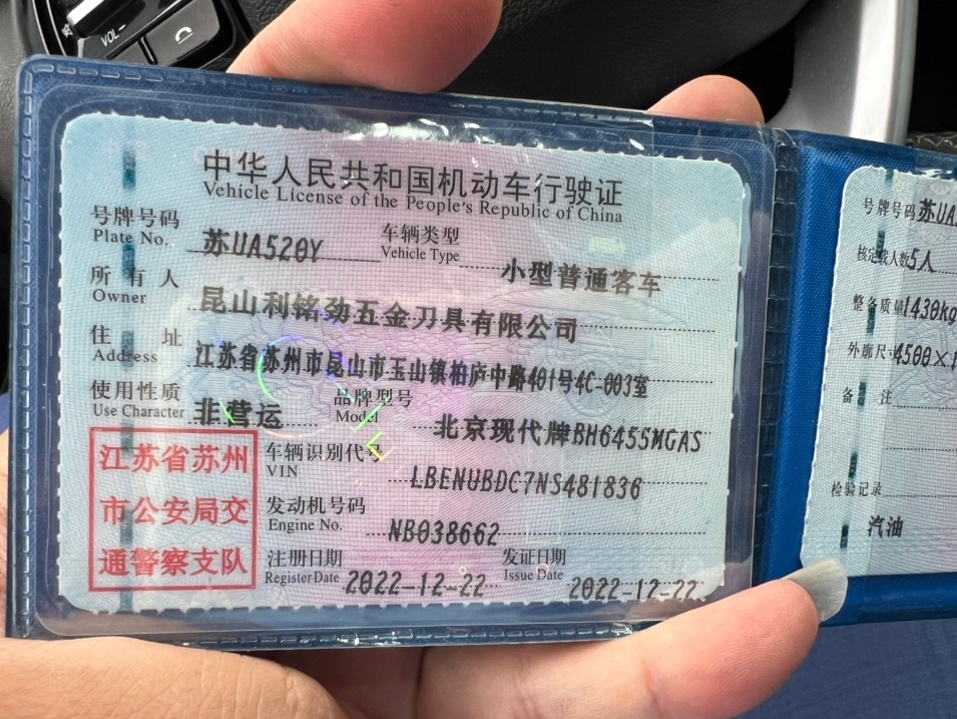 VOL-
中华人民共和国机动车行驶证
Vehicle License of the People's Republic of China
号牌号码 苏UA520Y 车辆类型 小型普通客车
Plate No. Vehicle Type
所有人 昆山利铭劲五金刀具有限公司
Owner
住址 江苏省苏州市昆山市玉山镇柏庐中路401号4C-003室
Address
使用性质 非营运 品牌型号 北京现代牌BH6455MGAS
Use Character Model
江苏省苏州
市公安局交
通警察支队
车辆识别代号 LBENUBDC7NS481836
VIN
发动机号码 NB038662
Engine No.
注册日期 2022-12-22 发证日期 2022-12-22
Register Date Issue Date
号牌号码 苏UA5
核定载人数 5人
整备质量 1430kg
外廓尺 4500×1
备注
检验记录
汽油